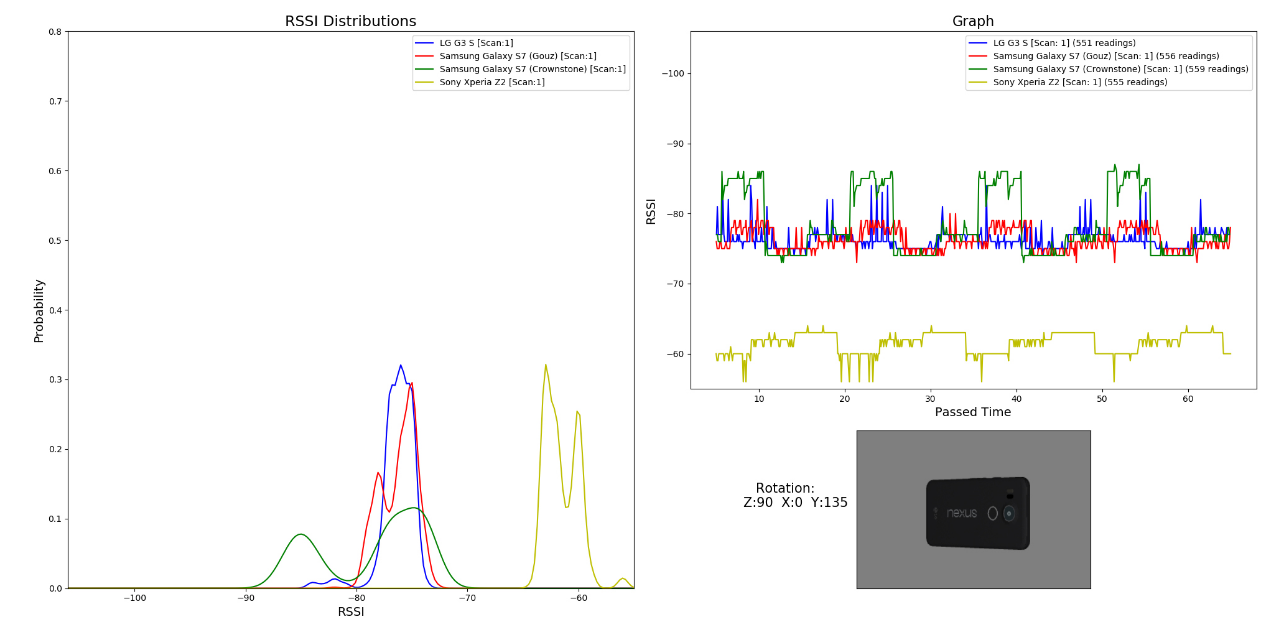 RSSI Distributions
LG G3 S [Scan:1]
Samsung Galaxy S7 (Gouz) [Scan:1]
Samsung Galaxy S7 (Crownstone) [Scan:1]
Sony Xperia Z2 [Scan:1]
0.8
0.7
0.6
0.5
0.4
0.3
0.2
0.1
0.0
Probability
−100
−90
−80
−70
−60
RSSI
Graph
LG G3 S [Scan: 1] (551 readings)
Samsung Galaxy S7 (Gouz) [Scan: 1] (556 readings)
Samsung Galaxy S7 (Crownstone) [Scan: 1] (559 readings)
Sony Xperia Z2 [Scan: 1] (555 readings)
−100
−90
−80
−70
−60
RSSI
10
20
30
40
50
60
Passed Time
Rotation:
Z:90 X:0 Y:135